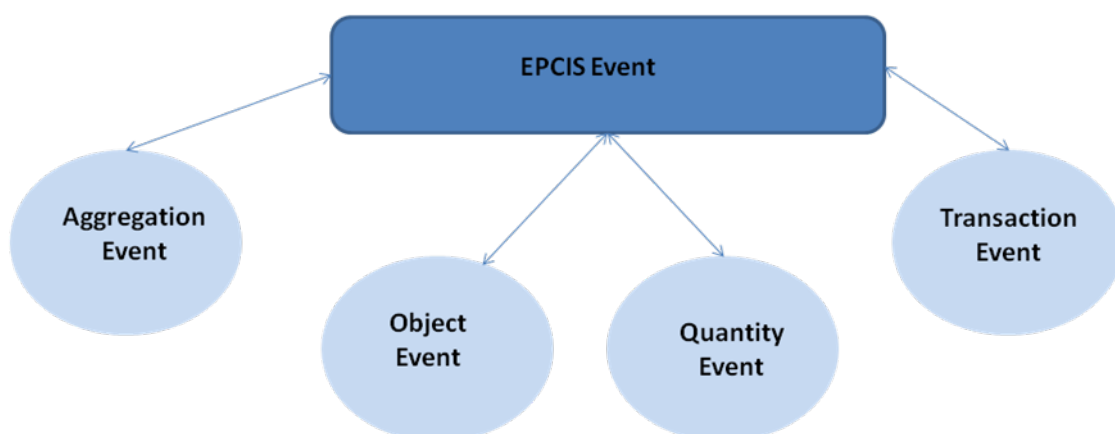 EPCIS Event
Aggregation
Event
Object
Event
Quantity
Event
Transaction
Event